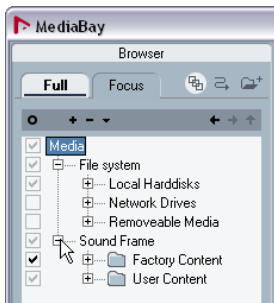 MediaBay
Browser
Full Focus
Media
File system
Local Harddisks
Network Drives
Removeable Media
Sound Frame
Factory Content
User Content